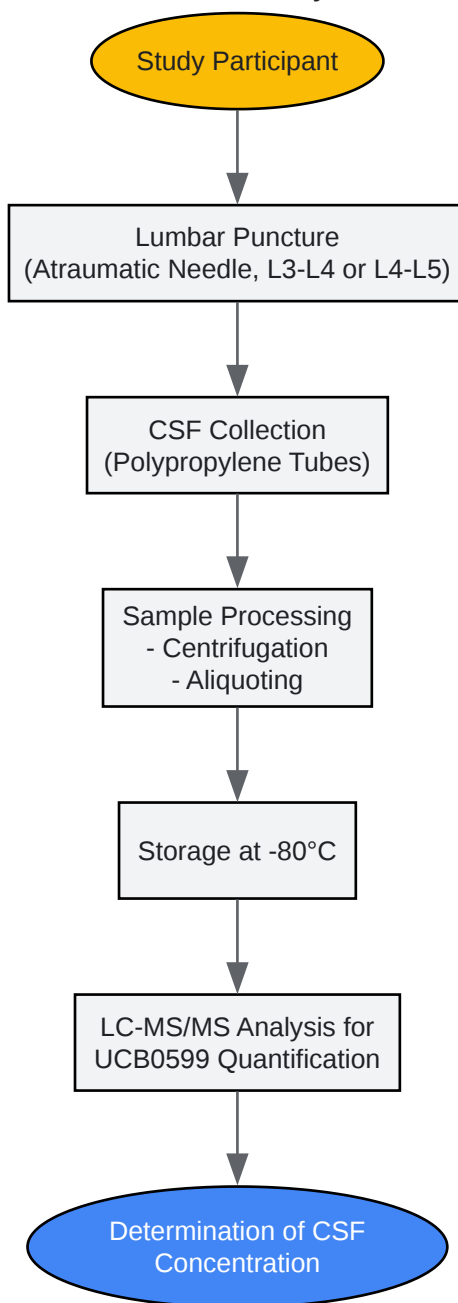 Study Participant
Lumbar Puncture
(Atraumatic Needle, L3-L4 or L4-L5)
CSF Collection
(Polypropylene Tubes)
Sample Processing
- Centrifugation
- Aliquoting
Storage at -80°C
LC-MS/MS Analysis for
UCB0599 Quantification
Determination of CSF
Concentration